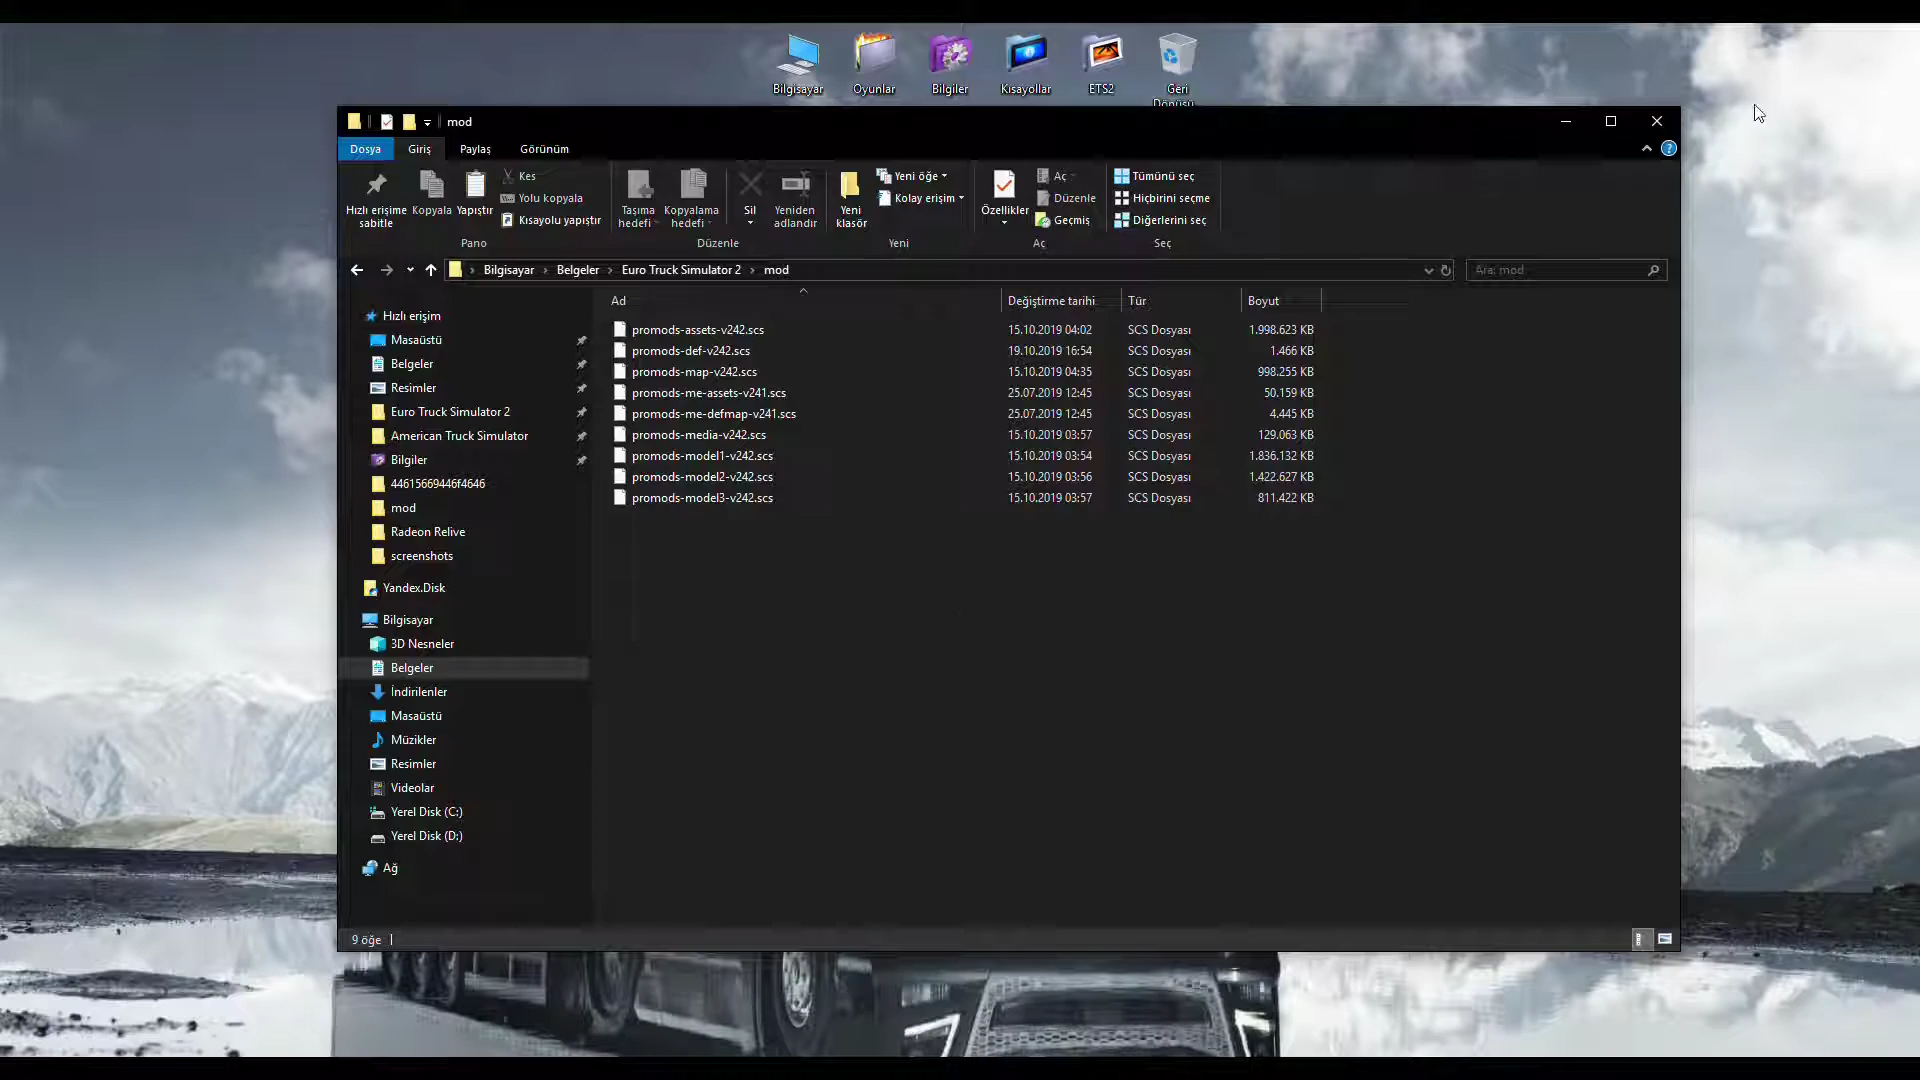 Bilgisayar
Oyunlar
Bilgiler
Kısayollar
ETS2
Geri
Dönüşü
mod
Dosya
Giriş
Paylaş
Görünüm
Hızlı erişime
sabitle
Kopyala
Yapıştır
Kes
Yolu kopyala
Kısayolu yapıştır
Pano
Taşıma
hedefi
Kopyalama
hedefi
Sil
Yeniden
adlandır
Düzenle
Yeni
klasör
Yeni öğe
Kolay erişim
Yeni
Özellikler
Aç
Düzenle
Geçmiş
Aç
Tümünü seç
Hiçbirini seçme
Diğerlerini seç
Seç
Bilgisayar > Belgeler > Euro Truck Simulator 2 > mod
Ara: mod
Hızlı erişim
Masaüstü
Belgeler
Resimler
Euro Truck Simulator 2
American Truck Simulator
Bilgiler
44615669446f4646
mod
Radeon Relive
screenshots
Yandex.Disk
Bilgisayar
3D Nesneler
Belgeler
İndirilenler
Masaüstü
Müzikler
Resimler
Videolar
Yerel Disk (C:)
Yerel Disk (D:)
Ağ
Ad Değiştirme tarihi Tür Boyut
promods-assets-v242.scs 15.10.2019 04:02 SCS Dosyası 1.998.623 KB
promods-def-v242.scs 19.10.2019 16:54 SCS Dosyası 1.466 KB
promods-map-v242.scs 15.10.2019 04:35 SCS Dosyası 998.255 KB
promods-me-assets-v241.scs 25.07.2019 12:45 SCS Dosyası 50.159 KB
promods-me-defmap-v241.scs 25.07.2019 12:45 SCS Dosyası 4.445 KB
promods-media-v242.scs 15.10.2019 03:57 SCS Dosyası 129.063 KB
promods-model1-v242.scs 15.10.2019 03:54 SCS Dosyası 1.836.132 KB
promods-model2-v242.scs 15.10.2019 03:56 SCS Dosyası 1.422.627 KB
promods-model3-v242.scs 15.10.2019 03:57 SCS Dosyası 811.422 KB
9 öğe